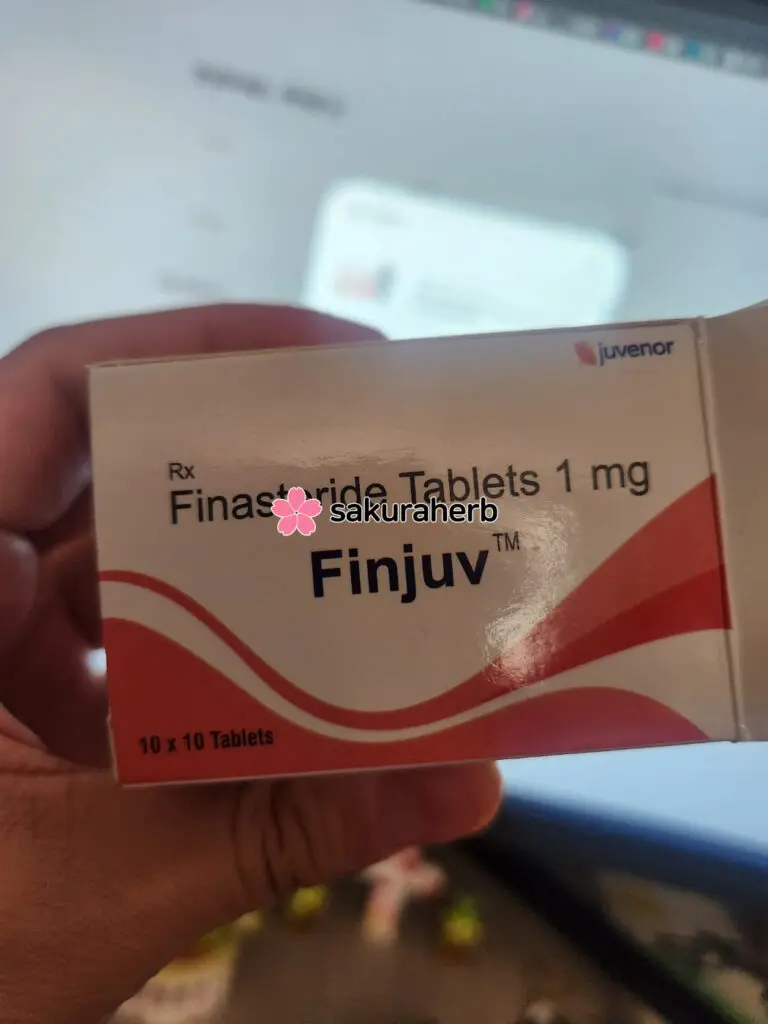 juvenor
Rx
Finasteride Tablets 1 mg
sakuraherb
Finjuv™
10 x 10 Tablets